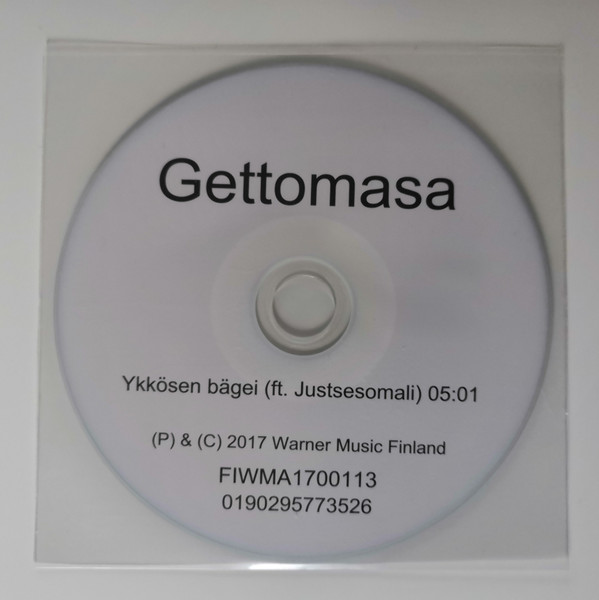 Gettomasa
Ykkösen bägei (ft. Justsesomali) 05:01
(P) & (C) 2017 Warner Music Finland
FIWMA1700113
0190295773526